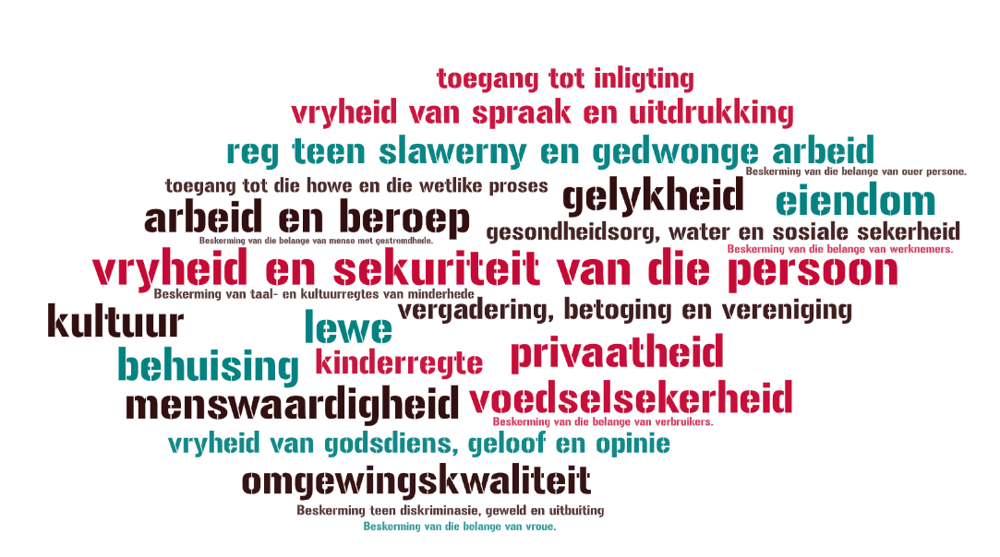 toegang tot inligting
vryheid van spraak en uitdrukking
reg teen slawerny en gedwonge arbeid
Beskerming van die belange van ouer persone.
toegang tot die howe en die wetlike proses
gelykheid
eiendom
arbeid en beroep
gesondheidsorg, water en sosiale sekerheid
Beskerming van die belange van mense met gestremdhede.
Beskerming van die belange van werknemers.
vryheid en sekuriteit van die persoon
Beskerming van taal- en kultuurregtes van minderhede
vergadering, betoging en vereniging
kultuur
lewe
privaatheid
behuising
kinderregte
menswaardigheid
voedselsekerheid
Beskerming van die belange van verbruikers.
vryheid van godsdiens, geloof en opinie
omgewingskwaliteit
Beskerming teen diskriminasie, geweld en uitbuiting
Beskerming van die belange van vroue.